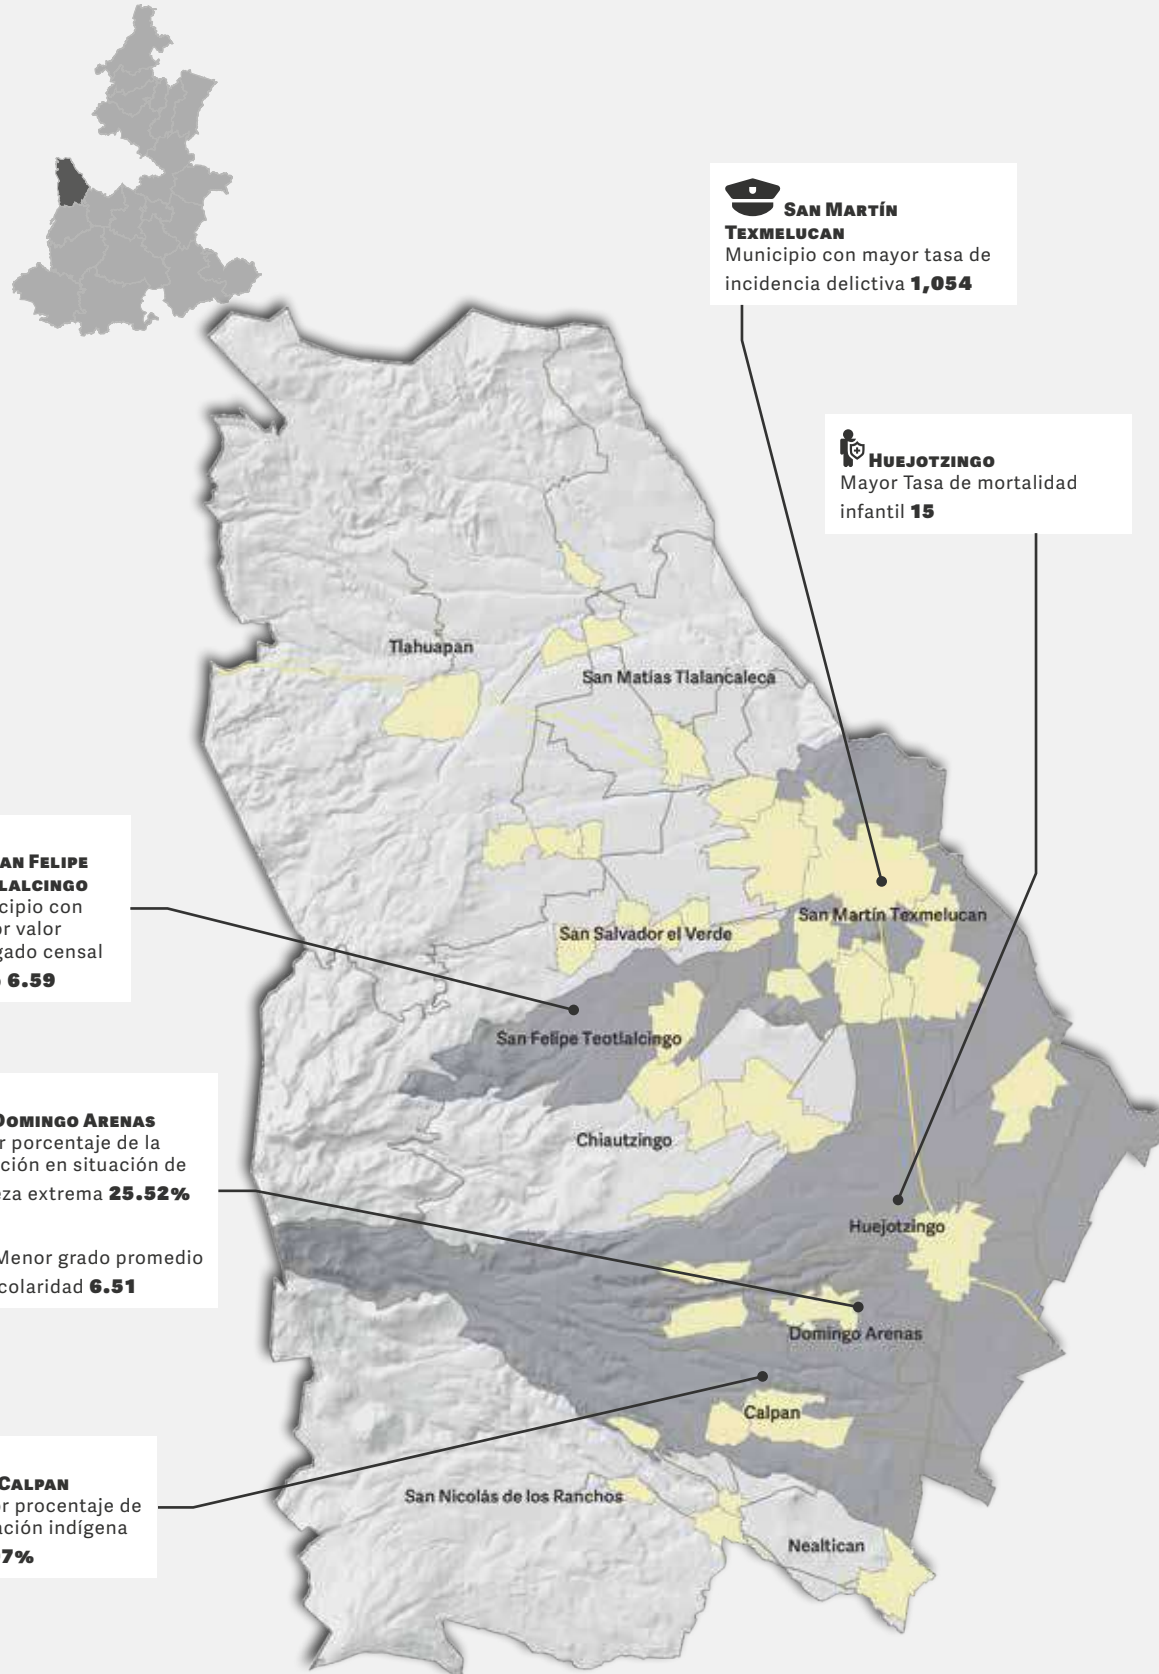 SAN MARTÍN
TEXMELUCAN
Municipio con mayor tasa de
incidencia delictiva 1,054
HUEJOTZINGO
Mayor Tasa de mortalidad
infantil 15
Tlahuapan
San Matías Tlalancaleca
AN FELIPE
LALCINGO
cipio con
or valor
gado censal
6.59
San Martín Texmelucan
San Salvador el Verde
San Felipe Teotlalcingo
DOMINGO ARENAS
r porcentaje de la
ción en situación de
eza extrema 25.52%
Menor grado promedio
colaridad 6.51
Chiautzingo
Huejotzingo
Domingo Arenas
Calpan
CALPAN
or procentaje de
ación indígena
7%
San Nicolás de los Ranchos
Nealtican